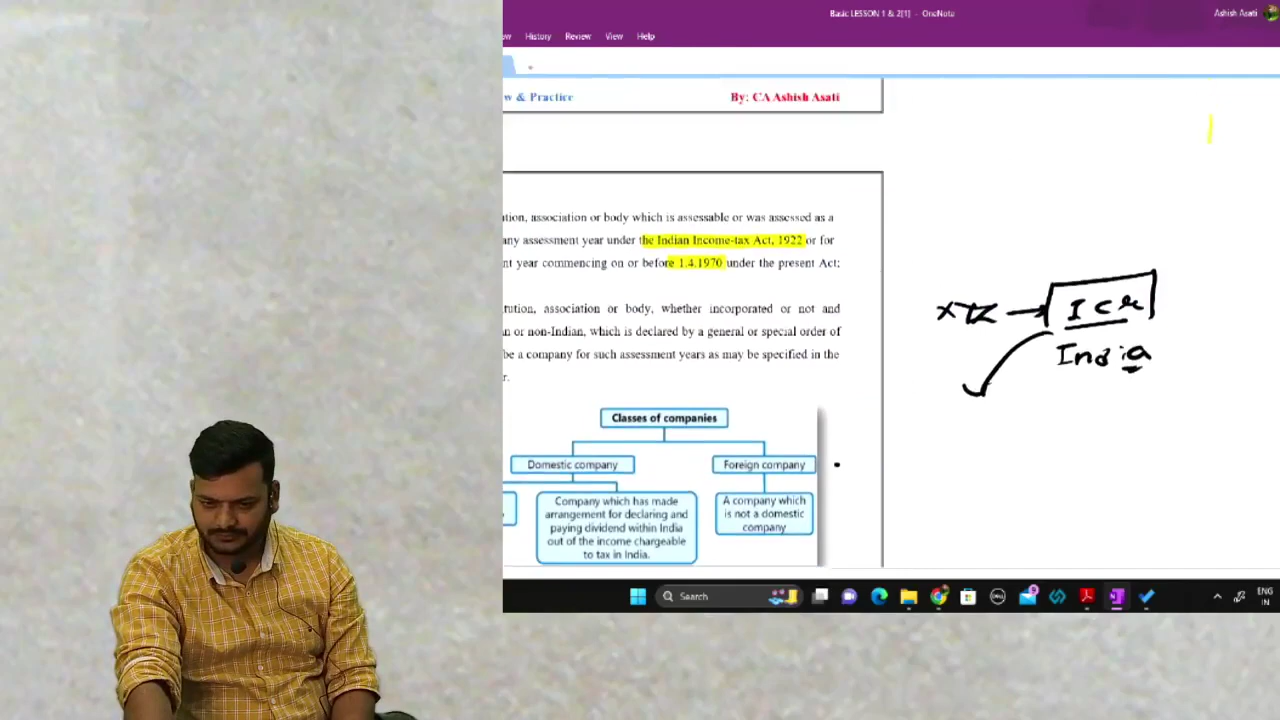 Basic LESSON 1 & 2[1] - OneNote
Ashish Asati
History Review View Help
w & Practice
By: CA Ashish Asati
ution, association or body which is assessable or was assessed as a
any assessment year under the Indian Income-tax Act, 1922 or for
nt year commencing on or before 1.4.1970 under the present Act;
tution, association or body, whether incorporated or not and
n or non-Indian, which is declared by a general or special order of
be a company for such assessment years as may be specified in the
r.
XYZ
India
Classes of companies
Domestic company
Foreign company
Company which has made
arrangement for declaring and
paying dividend within India
out of the income chargeable
to tax in India.
A company which
is not a domestic
company
Search
DELL
ENG
IN